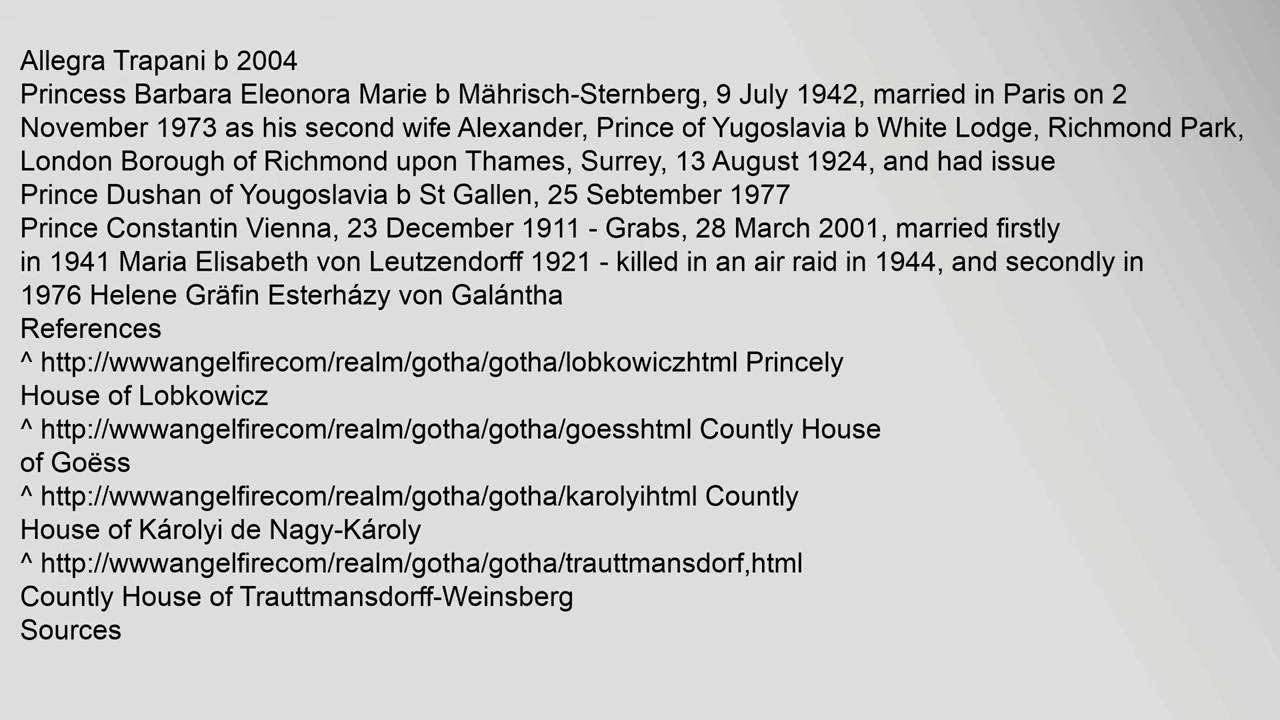 Allegra Trapani b 2004
Princess Barbara Eleonora Marie b Mährisch-Sternberg, 9 July 1942, married in Paris on 2
November 1973 as his second wife Alexander, Prince of Yugoslavia b White Lodge, Richmond Park,
London Borough of Richmond upon Thames, Surrey, 13 August 1924, and had issue
Prince Dushan of Yougoslavia b St Gallen, 25 Sebtember 1977
Prince Constantin Vienna, 23 December 1911 - Grabs, 28 March 2001, married firstly
in 1941 Maria Elisabeth von Leutzendorff 1921 - killed in an air raid in 1944, and secondly in
1976 Helene Gräfin Esterházy von Galántha
References
^ http://wwwangelfirecom/realm/gotha/gotha/lobkowiczhtml Princely
House of Lobkowicz
^ http://wwwangelfirecom/realm/gotha/gotha/goesshtml Countly House
of Goëss
^ http://wwwangelfirecom/realm/gotha/gotha/karolyihtml Countly
House of Károlyi de Nagy-Károly
^ http://wwwangelfirecom/realm/gotha/gotha/trauttmansdorf,html
Countly House of Trauttmansdorff-Weinsberg
Sources